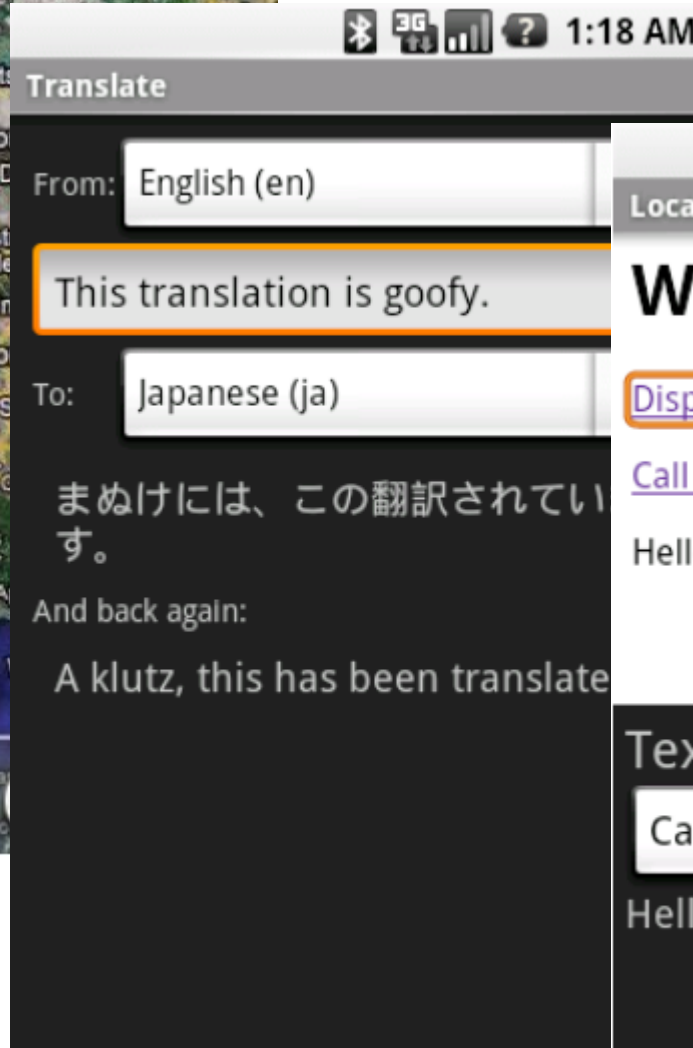 3G 1:18 AM
Translate
From: English (en)
This translation is goofy.
To: Japanese (ja)
まぬけには、この翻訳されてい
す。
And back again:
A klutz, this has been translate
Loca
W
Disp
Call
Hell
Tex
Ca
Hell